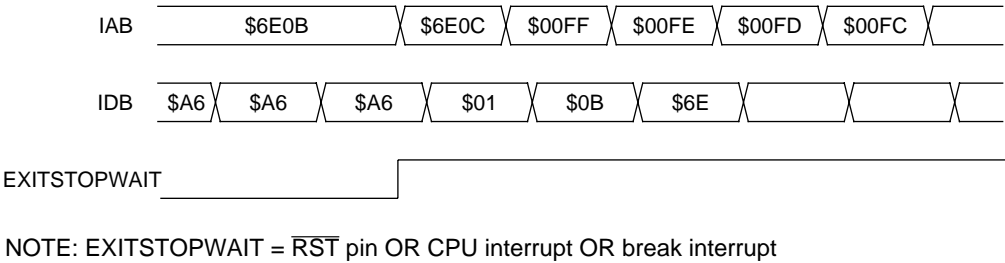 IAB $6E0B $6E0C $00FF $00FE $00FD $00FC
IDB $A6 $A6 $A6 $01 $0B $6E
EXITSTOPWAIT
NOTE: EXITSTOPWAIT = R̅S̅T̅ pin OR CPU interrupt OR break interrupt